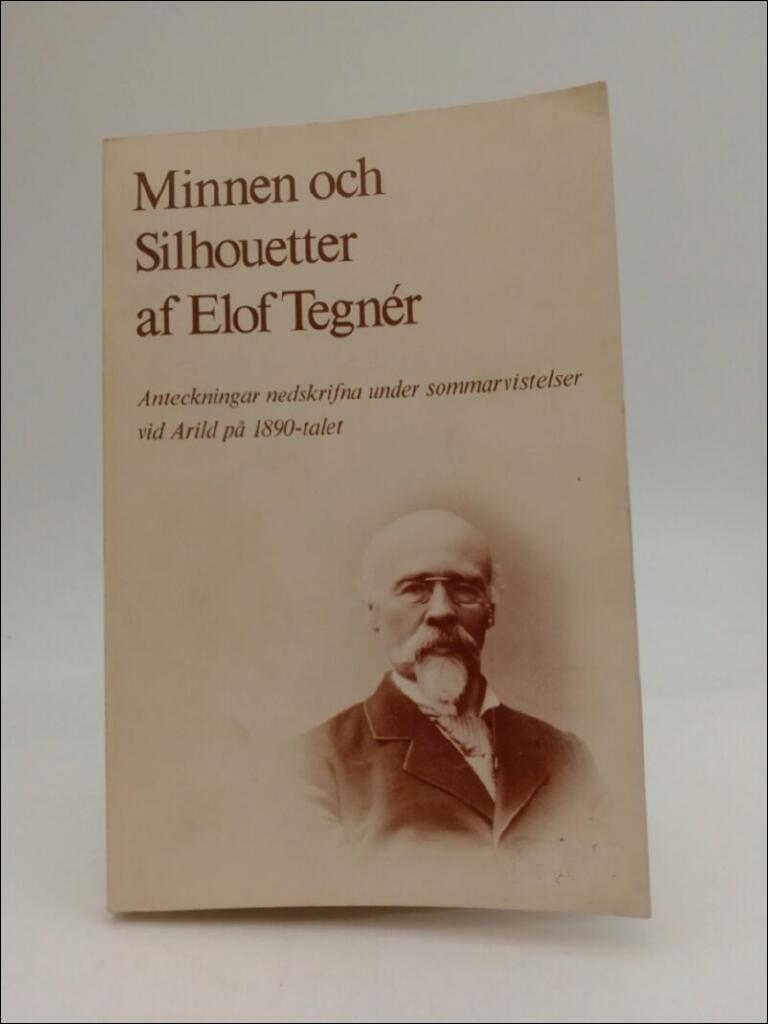 Minnen och
Silhouetter
af Elof Tegnér
Anteckningar nedskrifna under sommarvistelser
vid Arild på 1890-talet